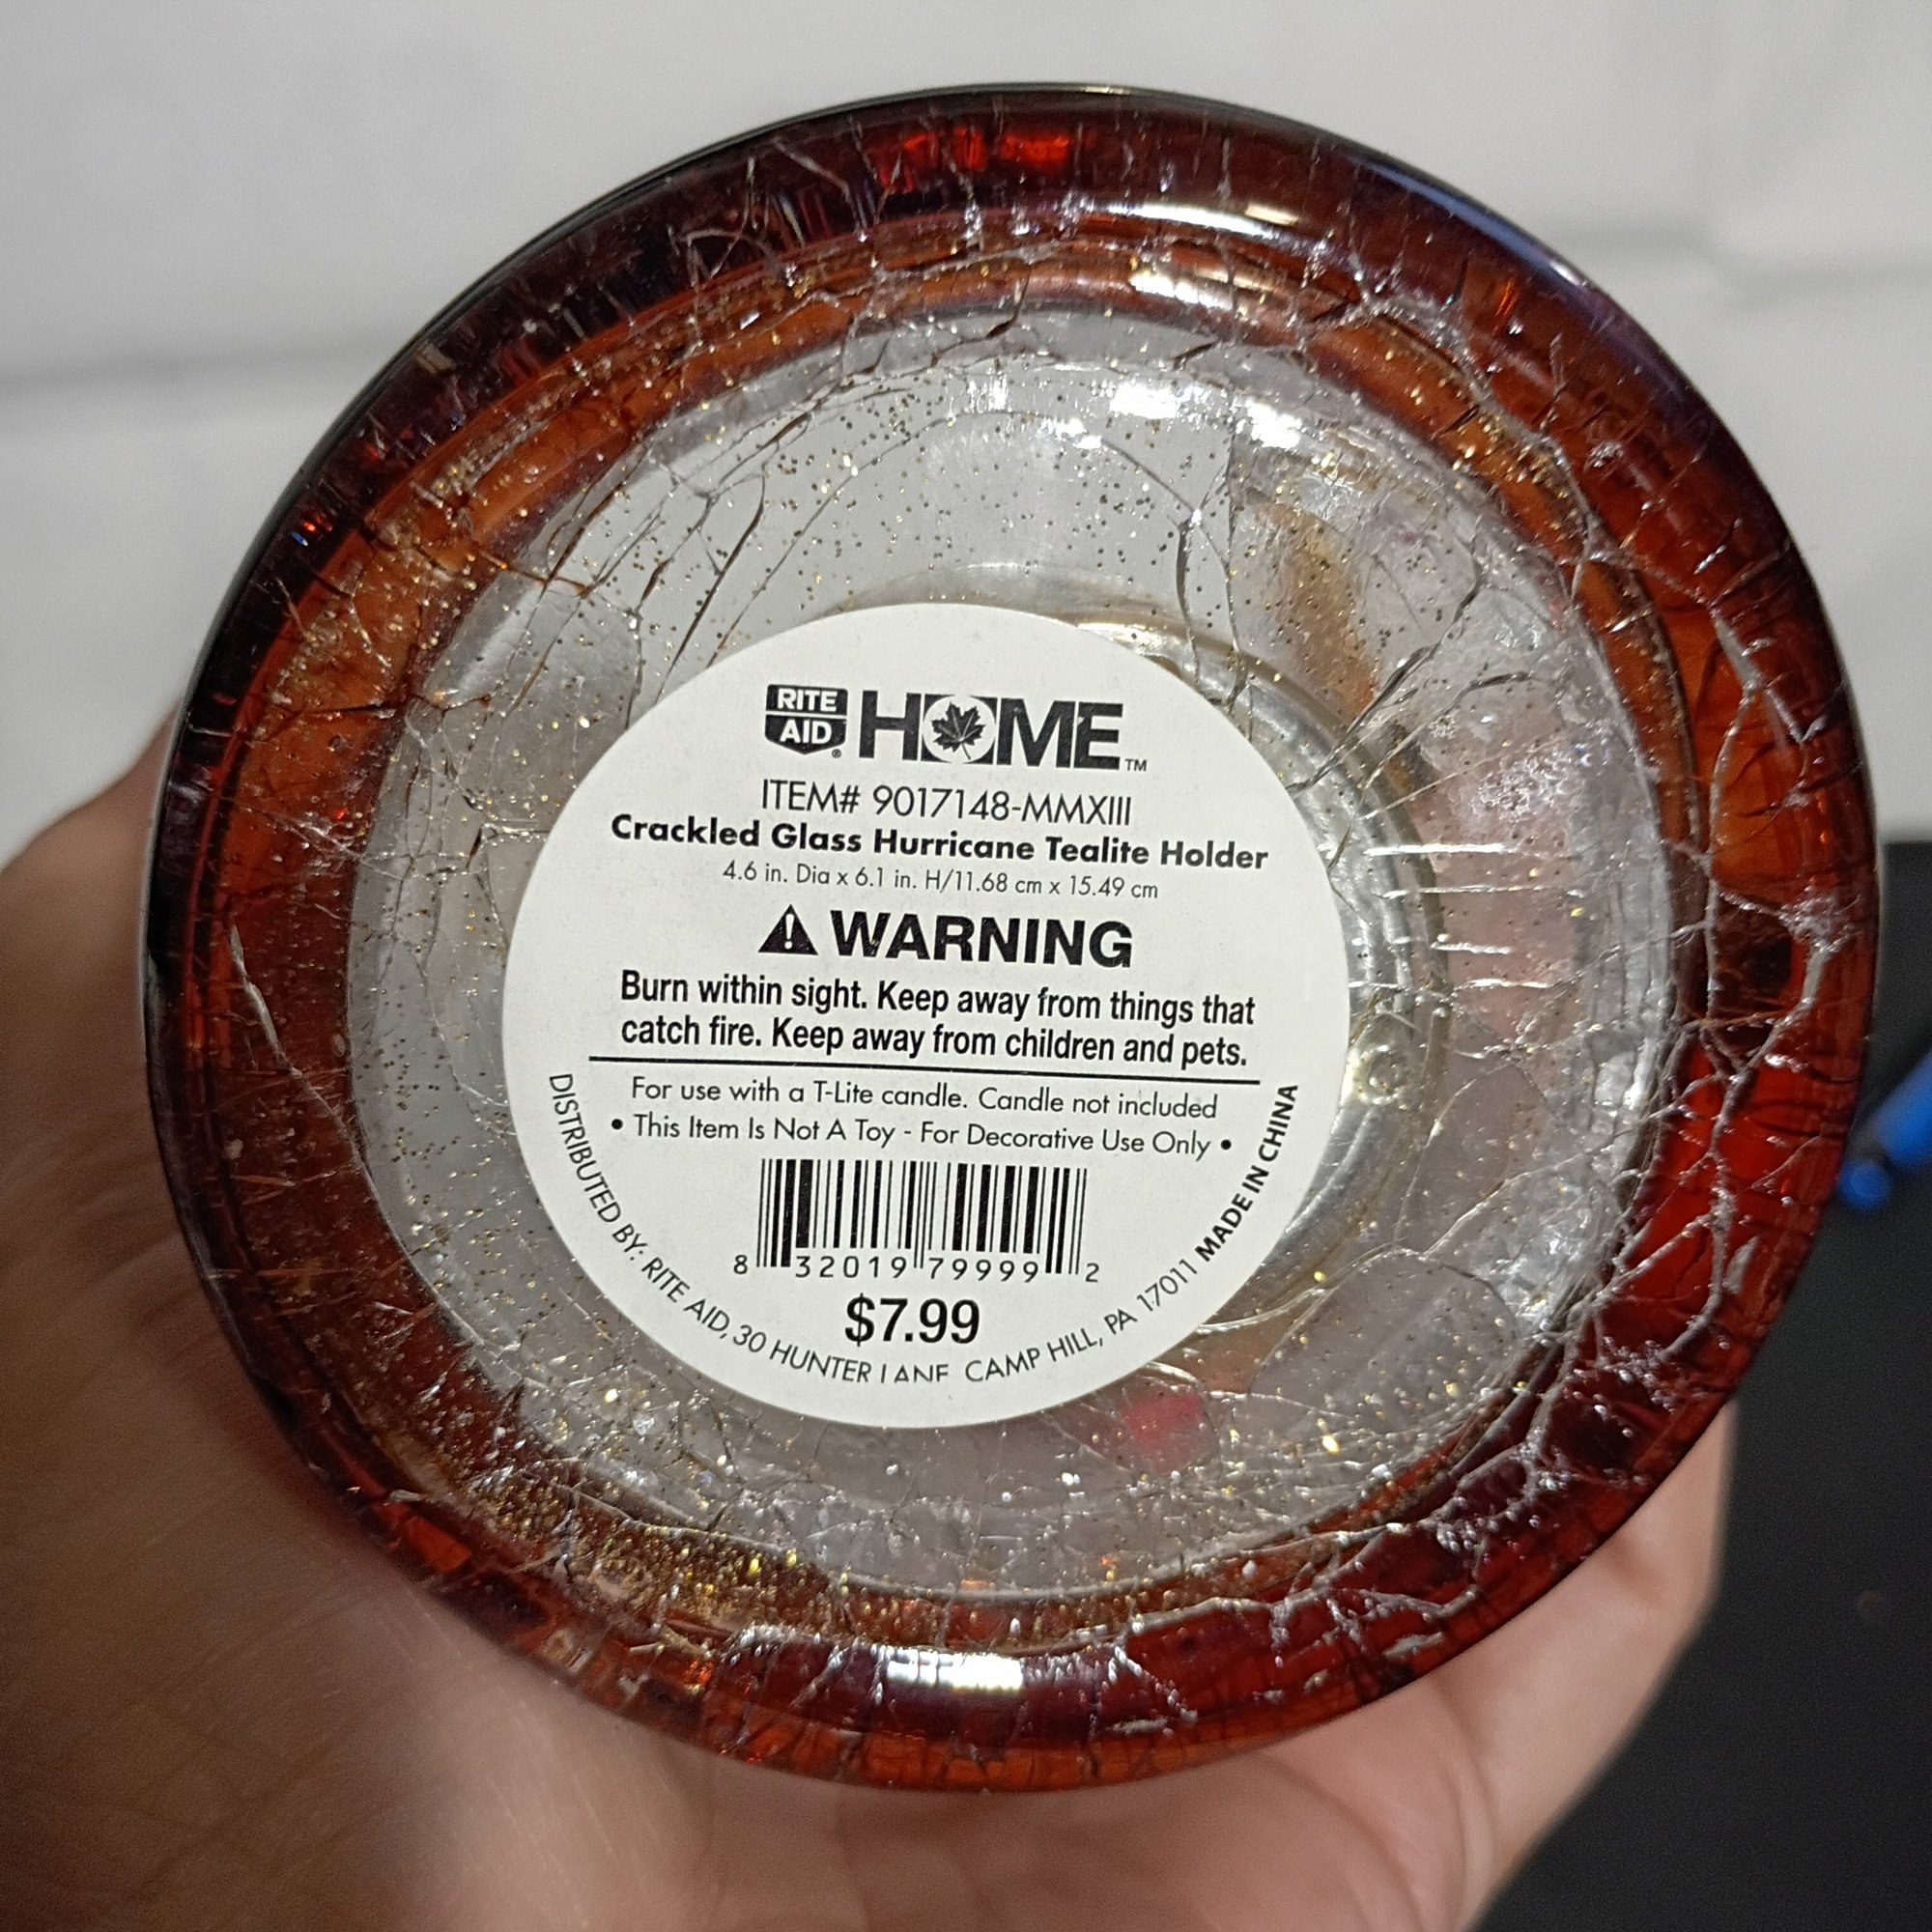 RITE AID® HOME™
ITEM# 9017148-MMXIII
Crackled Glass Hurricane Tealite Holder
4.6 in. Dia x 6.1 in. H/11.68 cm x 15.49 cm
⚠ WARNING
Burn within sight. Keep away from things that
catch fire. Keep away from children and pets.
For use with a T-Lite candle. Candle not included
• This Item Is Not A Toy - For Decorative Use Only •
8 32019 79999 2
$7.99
DISTRIBUTED BY: RITE AID, 30 HUNTER LANE CAMP HILL, PA 17011 MADE IN CHINA